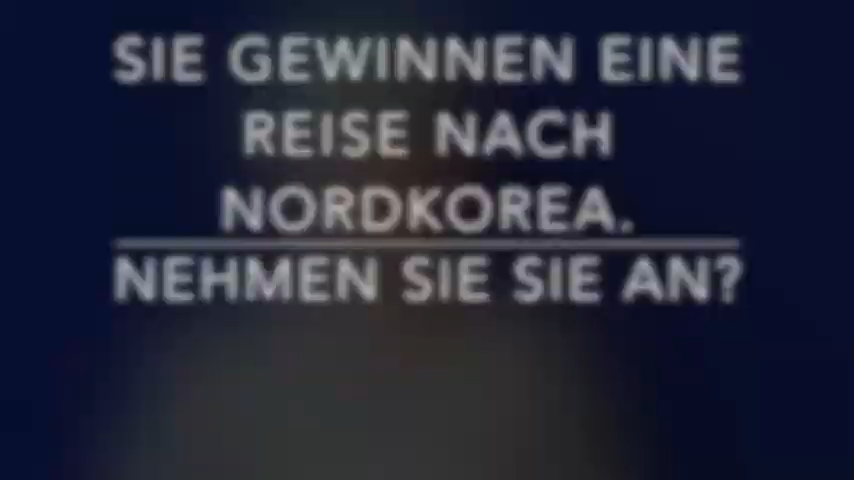 SIE GEWINNEN EINE
REISE NACH
NORDKOREA.
NEHMEN SIE SIE AN?